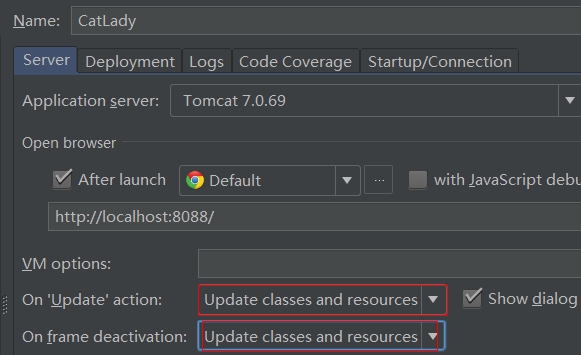 Name: CatLady
Server Deployment Logs Code Coverage Startup/Connection
Application server: Tomcat 7.0.69
Open browser
After launch Default ... with JavaScript debu
http://localhost:8088/
VM options:
On 'Update' action: Update classes and resources Show dialog
On frame deactivation: Update classes and resources